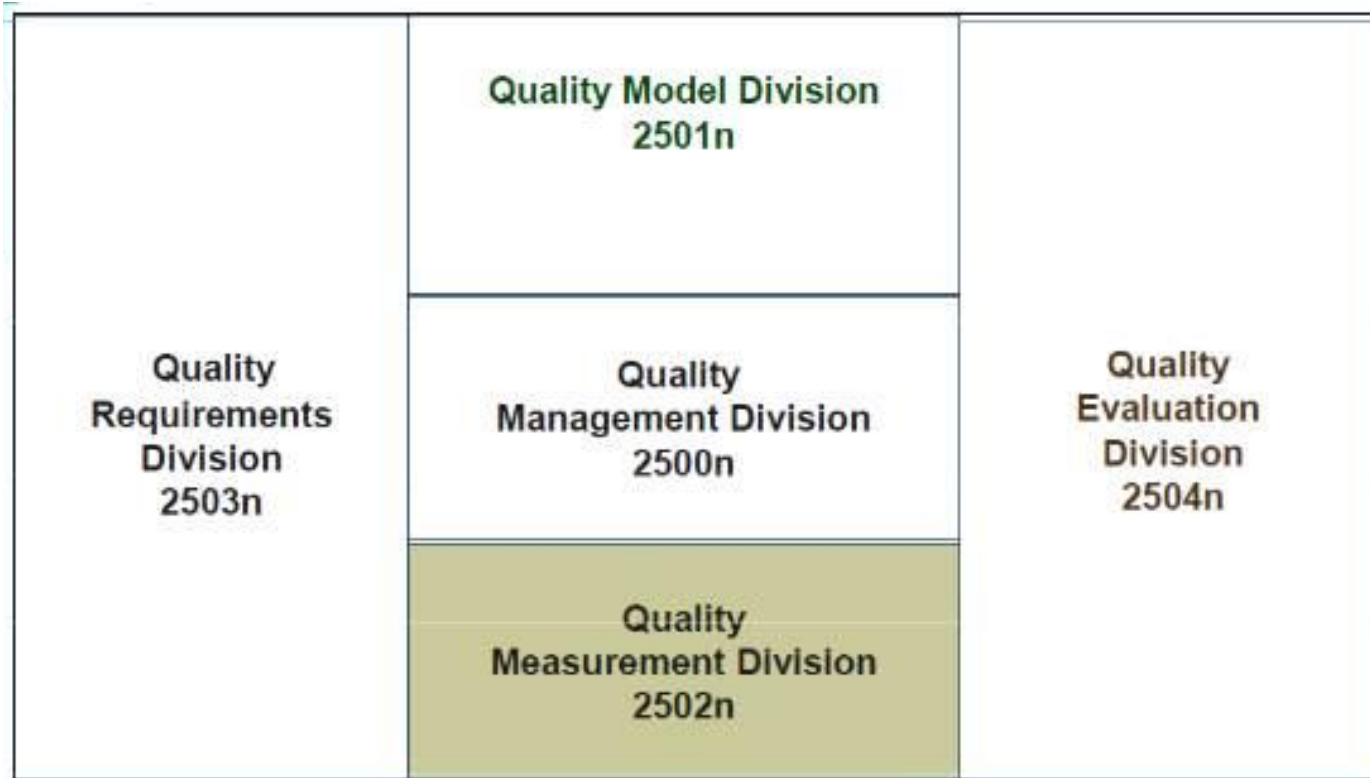 Quality Model Division
2501n
Quality
Requirements
Division
2503n
Quality
Management Division
2500n
Quality
Evaluation
Division
2504n
Quality
Measurement Division
2502n